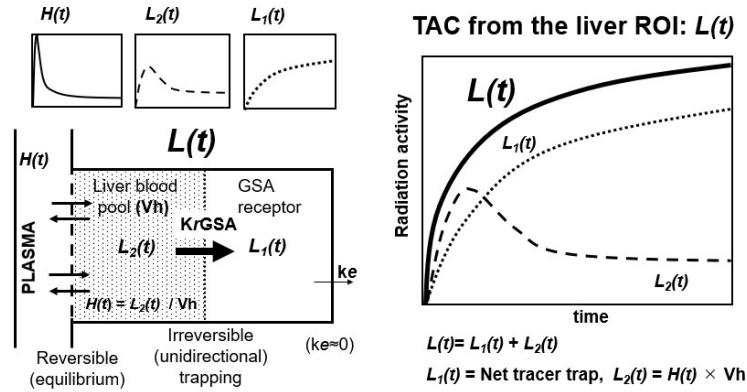 H(t)
L2(t)
L1(t)
L(t)
H(t)
PLASMA
Liver blood
pool (Vh)
GSA
receptor
KrGSA
L2(t)
L1(t)
ke
H(t) = L2(t) / Vh
Irreversible
(unidirectional)
trapping
(ke≈0)
Reversible
(equilibrium)
TAC from the liver ROI: L(t)
Radiation activity
L(t)
L1(t)
L2(t)
time
L(t)= L1(t) + L2(t)
L1(t) = Net tracer trap, L2(t) = H(t) × Vh